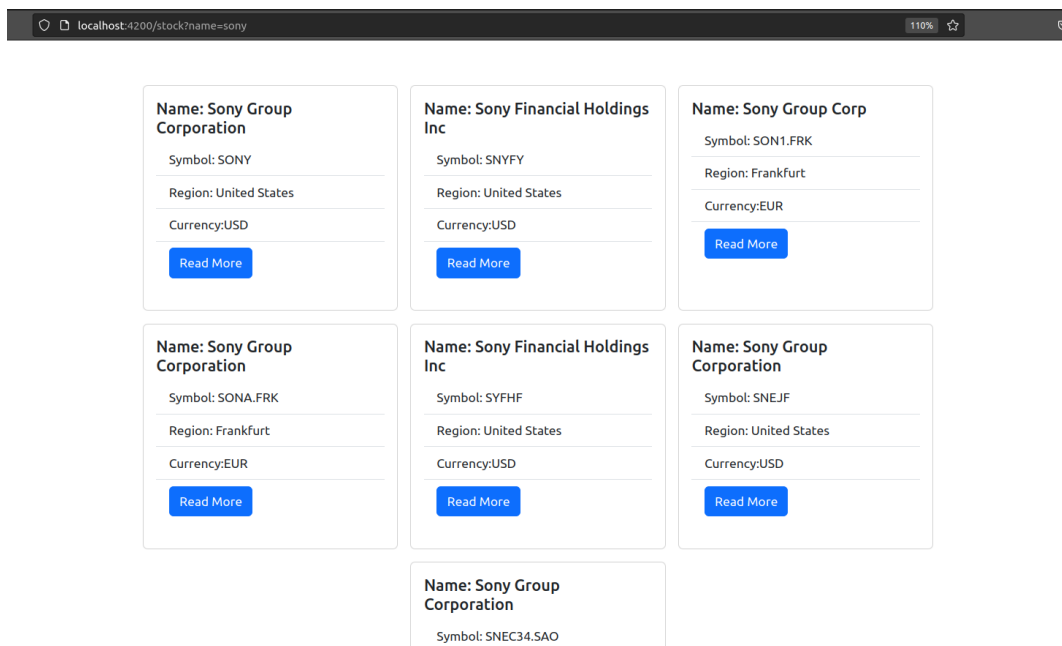 localhost:4200/stock?name=sony
110%
Name: Sony Group
Corporation
Symbol: SONY
Region: United States
Currency:USD
Read More
Name: Sony Financial Holdings
Inc
Symbol: SNYFY
Region: United States
Currency:USD
Read More
Name: Sony Group Corp
Symbol: SON1.FRK
Region: Frankfurt
Currency:EUR
Read More
Name: Sony Group
Corporation
Symbol: SONA.FRK
Region: Frankfurt
Currency:EUR
Read More
Name: Sony Financial Holdings
Inc
Symbol: SYFHF
Region: United States
Currency:USD
Read More
Name: Sony Group
Corporation
Symbol: SNEJF
Region: United States
Currency:USD
Read More
Name: Sony Group
Corporation
Symbol: SNEC34.SAO